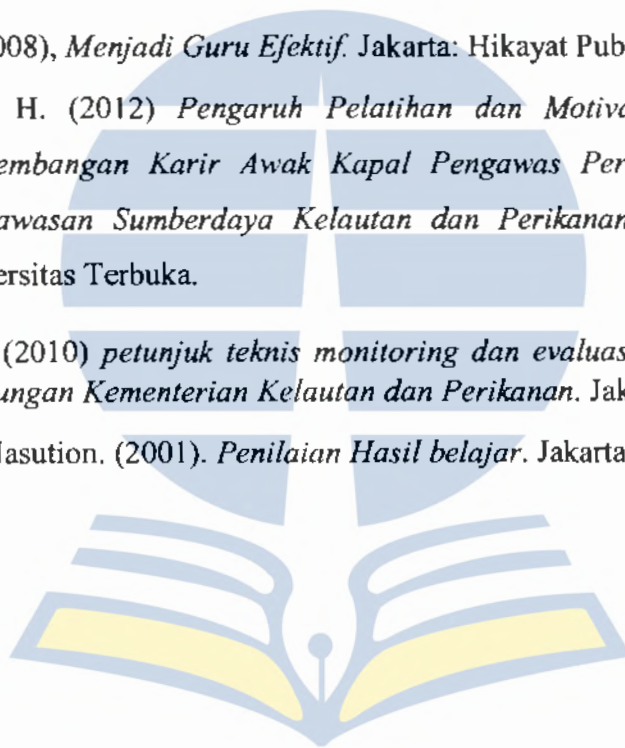 008), Menjadi Guru Efektif. Jakarta: Hikayat Pub
H. (2012) Pengaruh Pelatihan dan Motiva
embangan Karir Awak Kapal Pengawas Per
awasan Sumberdaya Kelautan dan Perikanan
ersitas Terbuka.
(2010) petunjuk teknis monitoring dan evaluas
ungan Kementerian Kelautan dan Perikanan. Jak
Nasution. (2001). Penilaian Hasil belajar. Jakarta